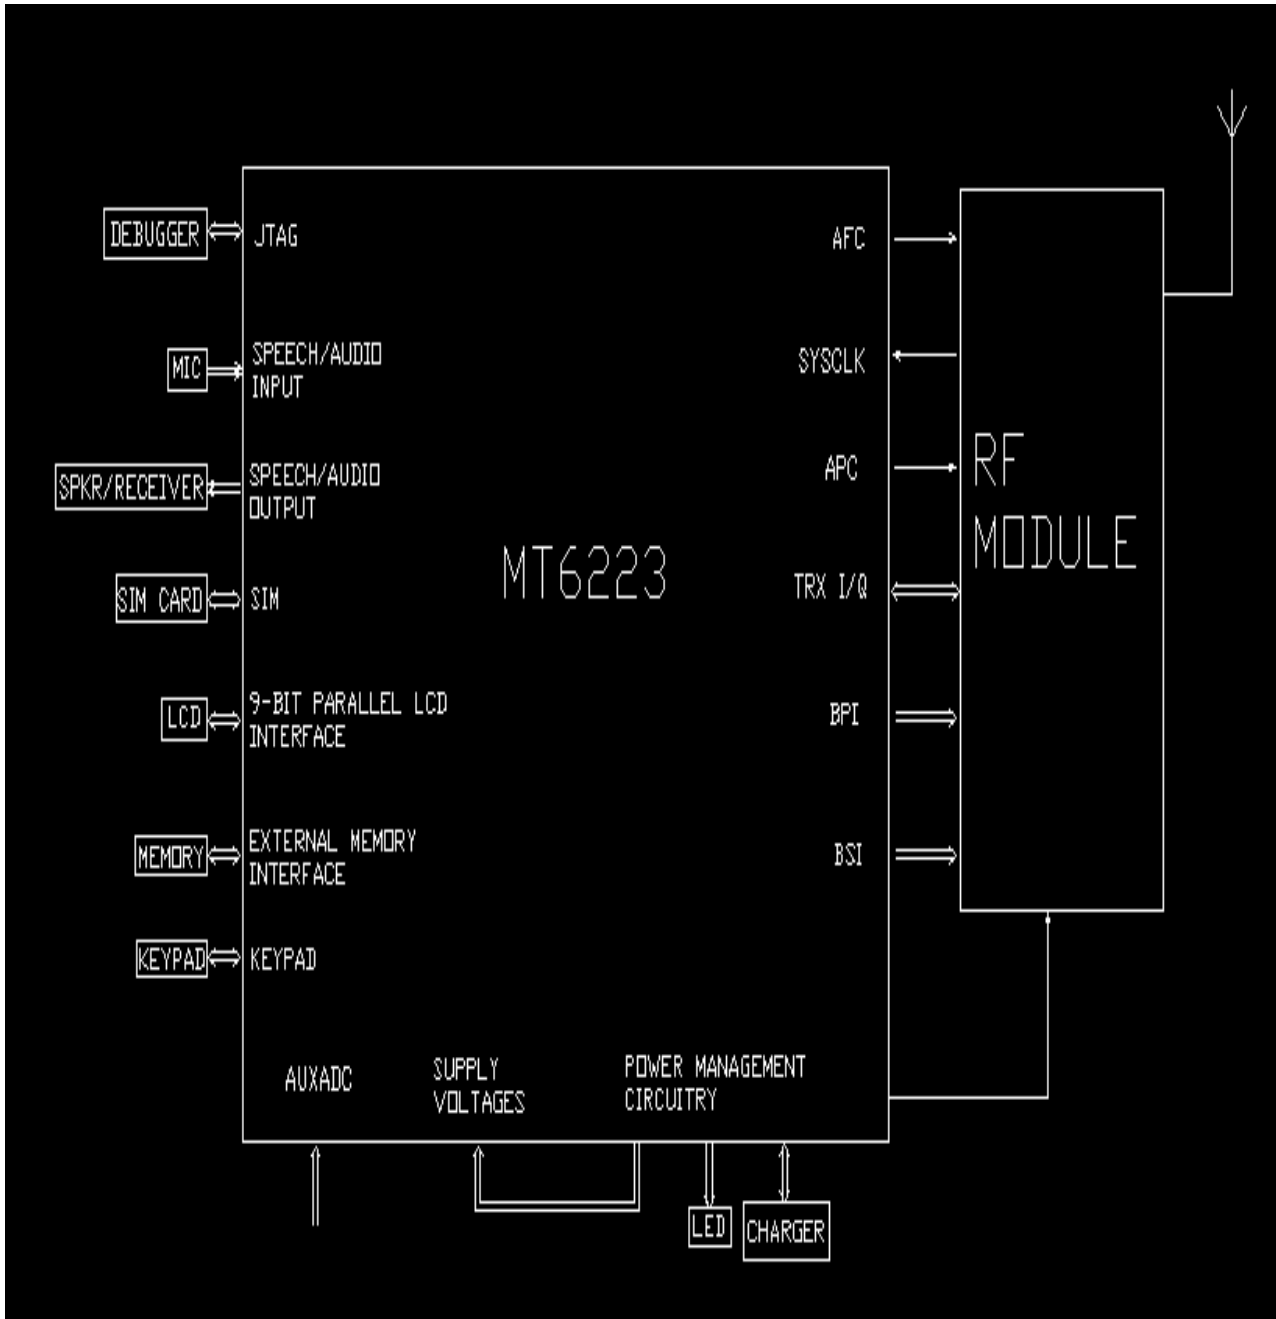 DEBUGGER
JTAG
AFC
MIC
SPEECH/AUDIO
INPUT
SYSCLK
SPKR/RECEIVER
SPEECH/AUDIO
OUTPUT
APC
RF
MODULE
MT6223
SIM CARD
SIM
TRX I/Q
LCD
9-BIT PARALLEL LCD
INTERFACE
BPI
MEMORY
EXTERNAL MEMORY
INTERFACE
BSI
KEYPAD
KEYPAD
AUXADC
SUPPLY
VOLTAGES
POWER MANAGEMENT
CIRCUITRY
LED
CHARGER